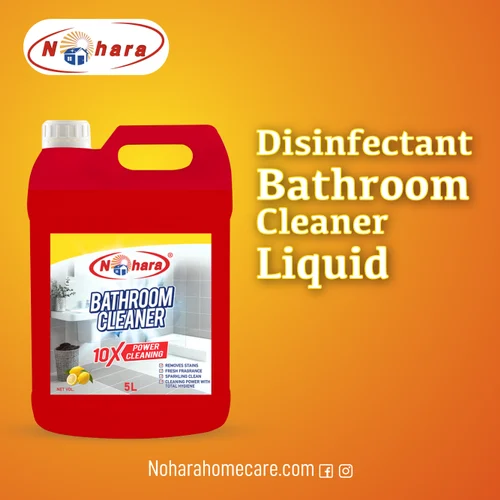 Nohara
Disinfectant
Bathroom
Cleaner
Liquid
Nohara®
BATHROOM
CLEANER
10X POWER
CLEANING
REMOVES STAINS
FRESH FRAGRANCE
SPARKLING CLEAN
CLEANING POWER WITH
TOTAL HYGIENE
NET VOL.
5L
Noharahomecare.com